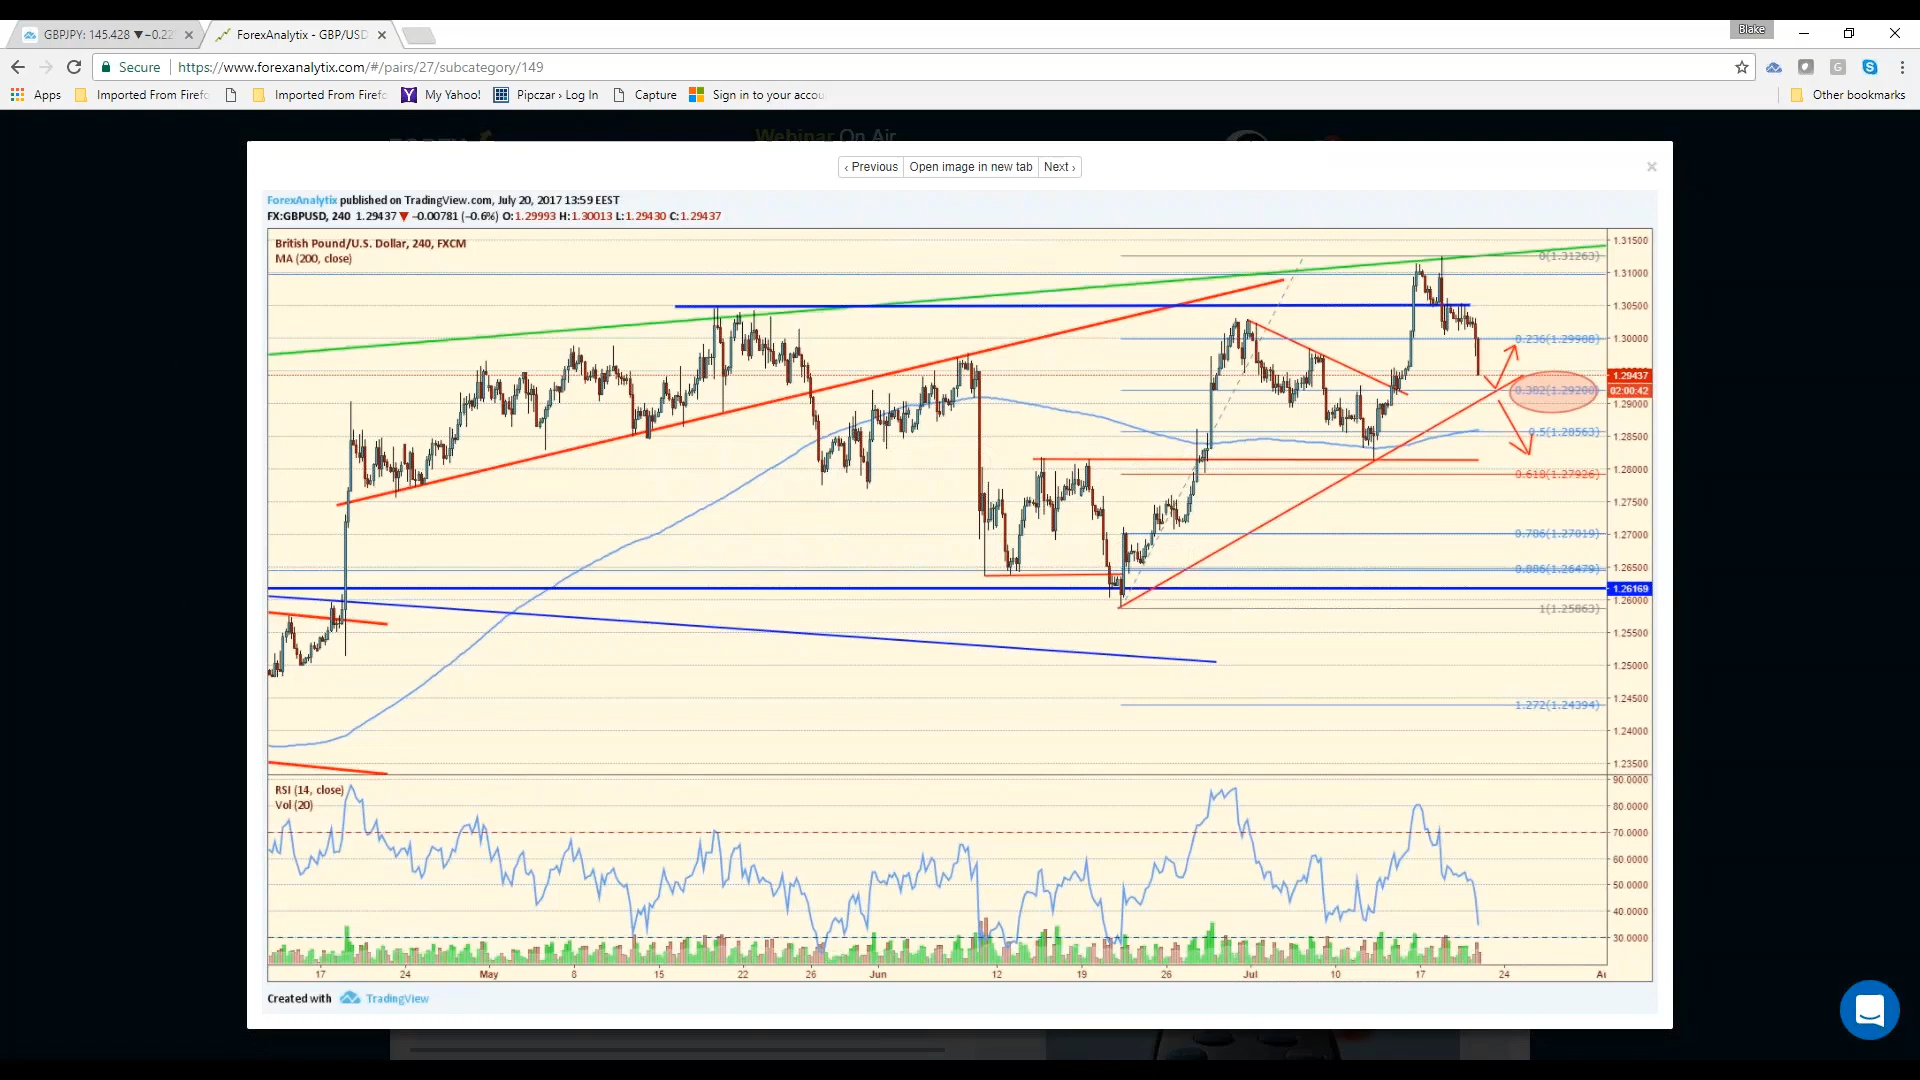 Blake
GBPJPY: 145.428 ▼−0.22
ForexAnalytix - GBP/USD
Secure
https://www.forexanalytix.com/#/pairs/27/subcategory/149
Apps
Imported From Firefo
Imported From Firefo
My Yahoo!
Pipczar › Log In
Capture
Sign in to your accou
Other bookmarks
Webinar On Air
‹ Previous
Open image in new tab
Next ›
ForexAnalytix published on TradingView.com, July 20, 2017 13:59 EEST
FX:GBPUSD, 240 1.29437 ▼ −0.00781 (−0.6%) O:1.29993 H:1.30013 L:1.29430 C:1.29437
British Pound/U.S. Dollar, 240, FXCM
MA (200, close)
1.31500
0(1.31263)
1.31000
1.30500
1.30000
0.236(1.29988)
1.29437
02:00:42
0.382(1.29200)
1.29000
1.28500
0.5(1.28563)
1.28000
0.618(1.27926)
1.27500
1.27000
0.786(1.27019)
1.26500
0.886(1.26479)
1.26169
1.26000
1(1.25863)
1.25500
1.25000
1.24500
1.272(1.24394)
1.24000
1.23500
RSI (14, close)
Vol (20)
90.0000
80.0000
70.0000
60.0000
50.0000
40.0000
30.0000
17 24 May 8 15 22 26 Jun 12 19 26 Jul 10 17 24
Created with TradingView